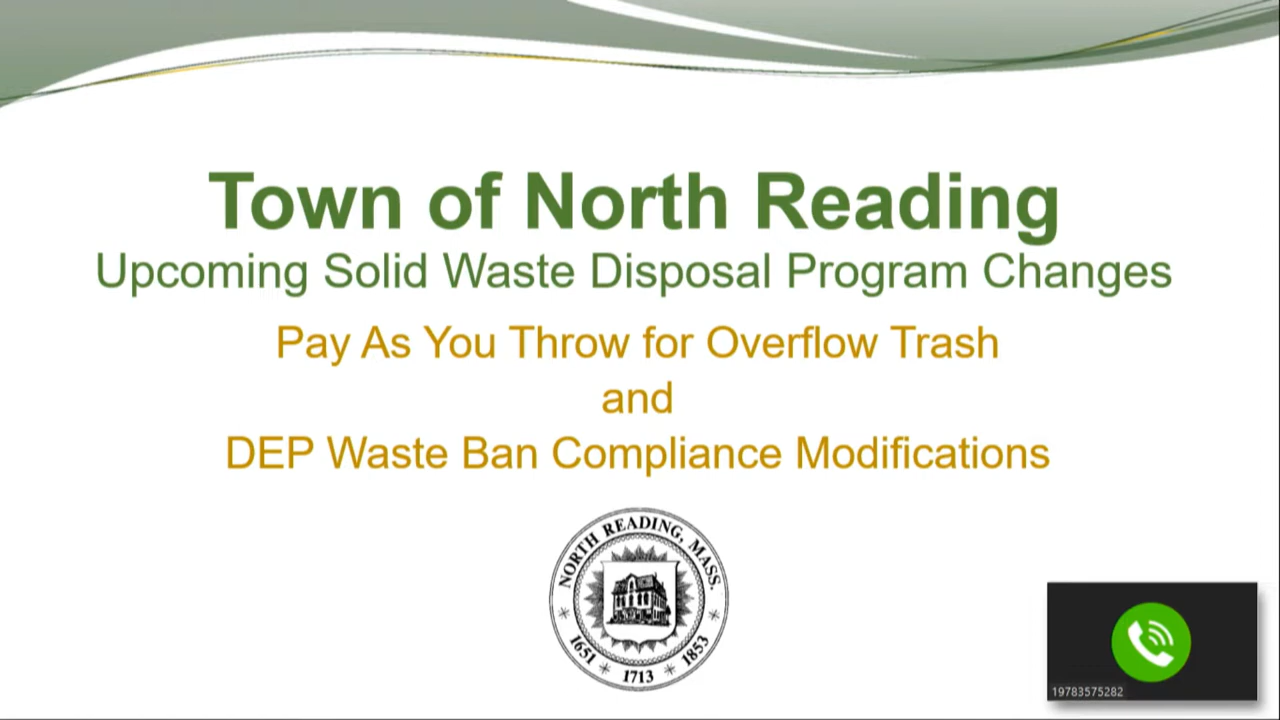 Town of North Reading
Upcoming Solid Waste Disposal Program Changes
Pay As You Throw for Overflow Trash
and
DEP Waste Ban Compliance Modifications
NORTH READING, MASS.
1651 1713 1853
19783575282